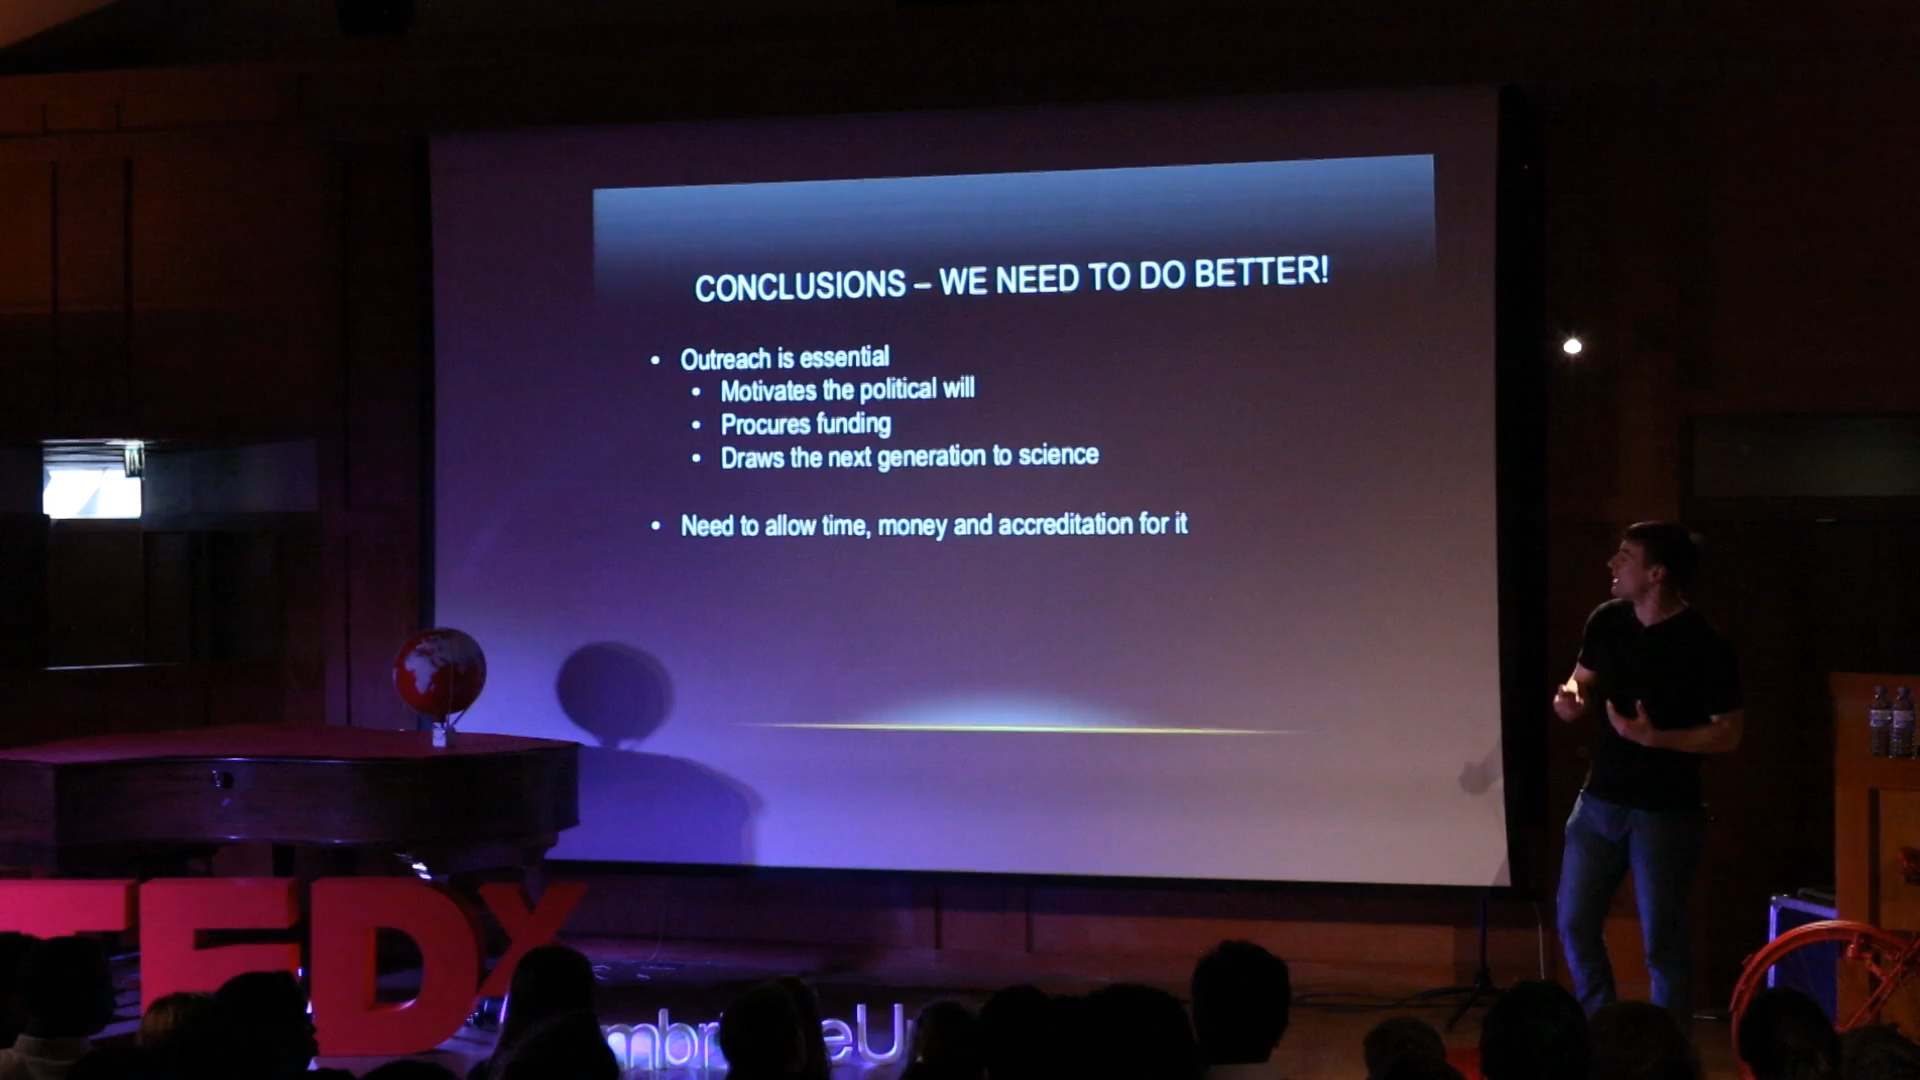 CONCLUSIONS – WE NEED TO DO BETTER!
• Outreach is essential
• Motivates the political will
• Procures funding
• Draws the next generation to science
• Need to allow time, money and accreditation for it
TEDx